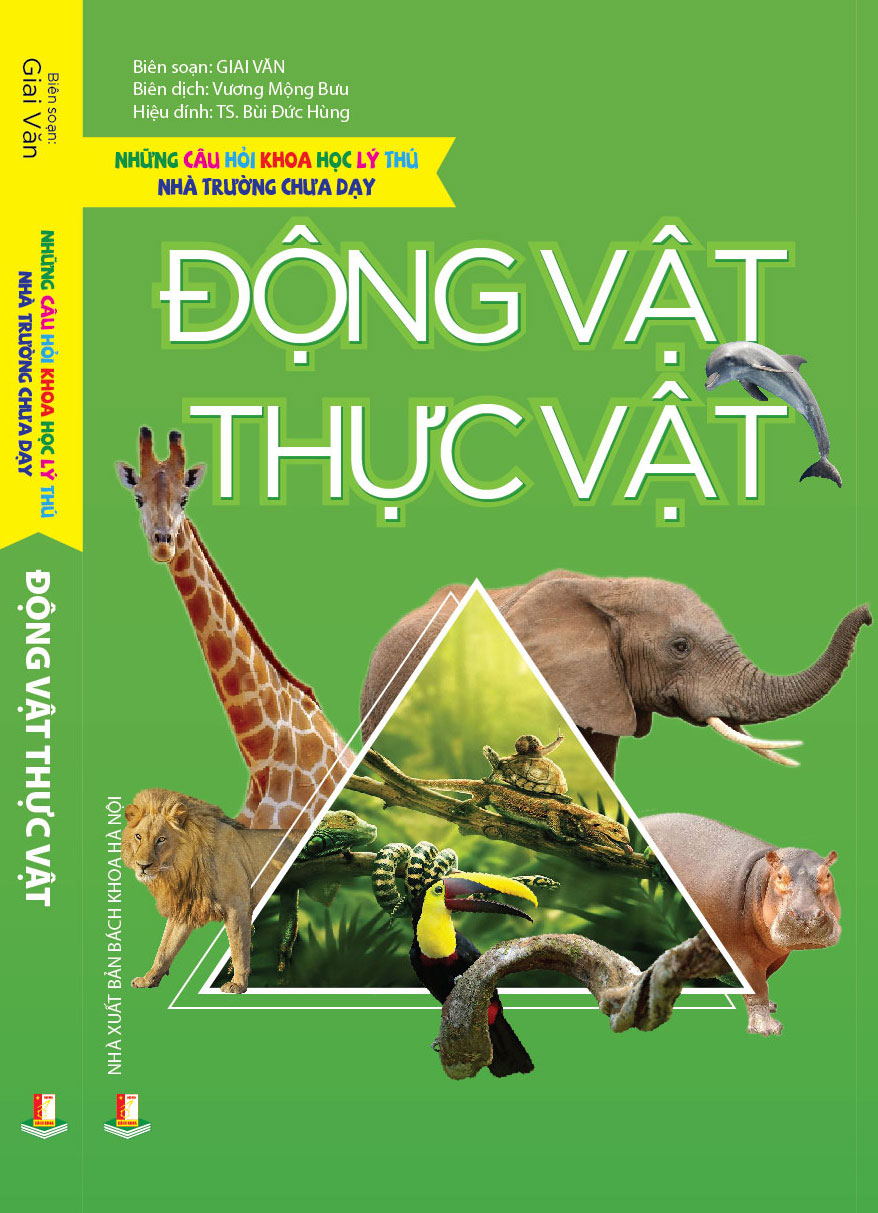 Biên soạn:
Giai Văn
NHỮNG CÂU HỎI KHOA HỌC LÝ THÚ
NHÀ TRƯỜNG CHƯA DẠY
ĐỘNG VẬT THỰC VẬT
Biên soạn: GIAI VĂN
Biên dịch: Vương Mộng Bưu
Hiệu dính: TS. Bùi Đức Hùng
NHỮNG CÂU HỎI KHOA HỌC LÝ THÚ
NHÀ TRƯỜNG CHƯA DẠY
ĐỘNG VẬT
THỰC VẬT
NHÀ XUẤT BẢN BÁCH KHOA HÀ NỘI